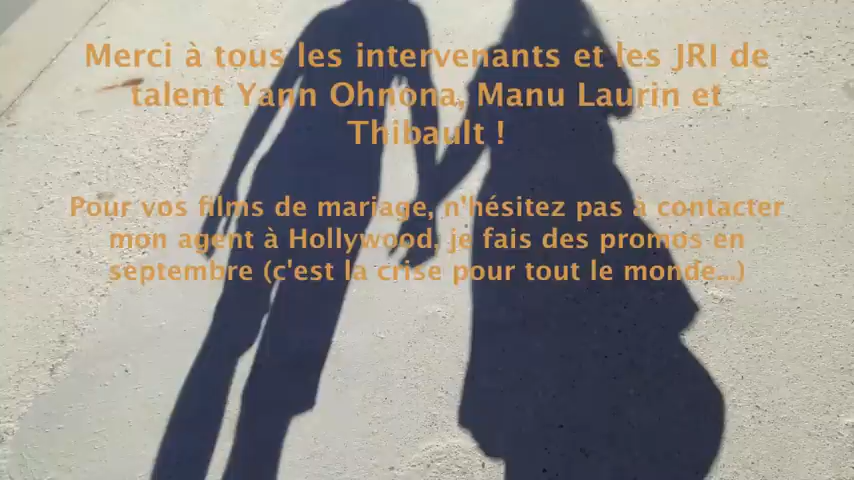 Merci à tous les intervenants et les JRI de
talent Yann Ohnona, Manu Laurin et
Thibault !
Pour vos films de mariage, n'hésitez pas à contacter
mon agent à Hollywood, je fais des promos en
septembre (c'est la crise pour tout le monde...)